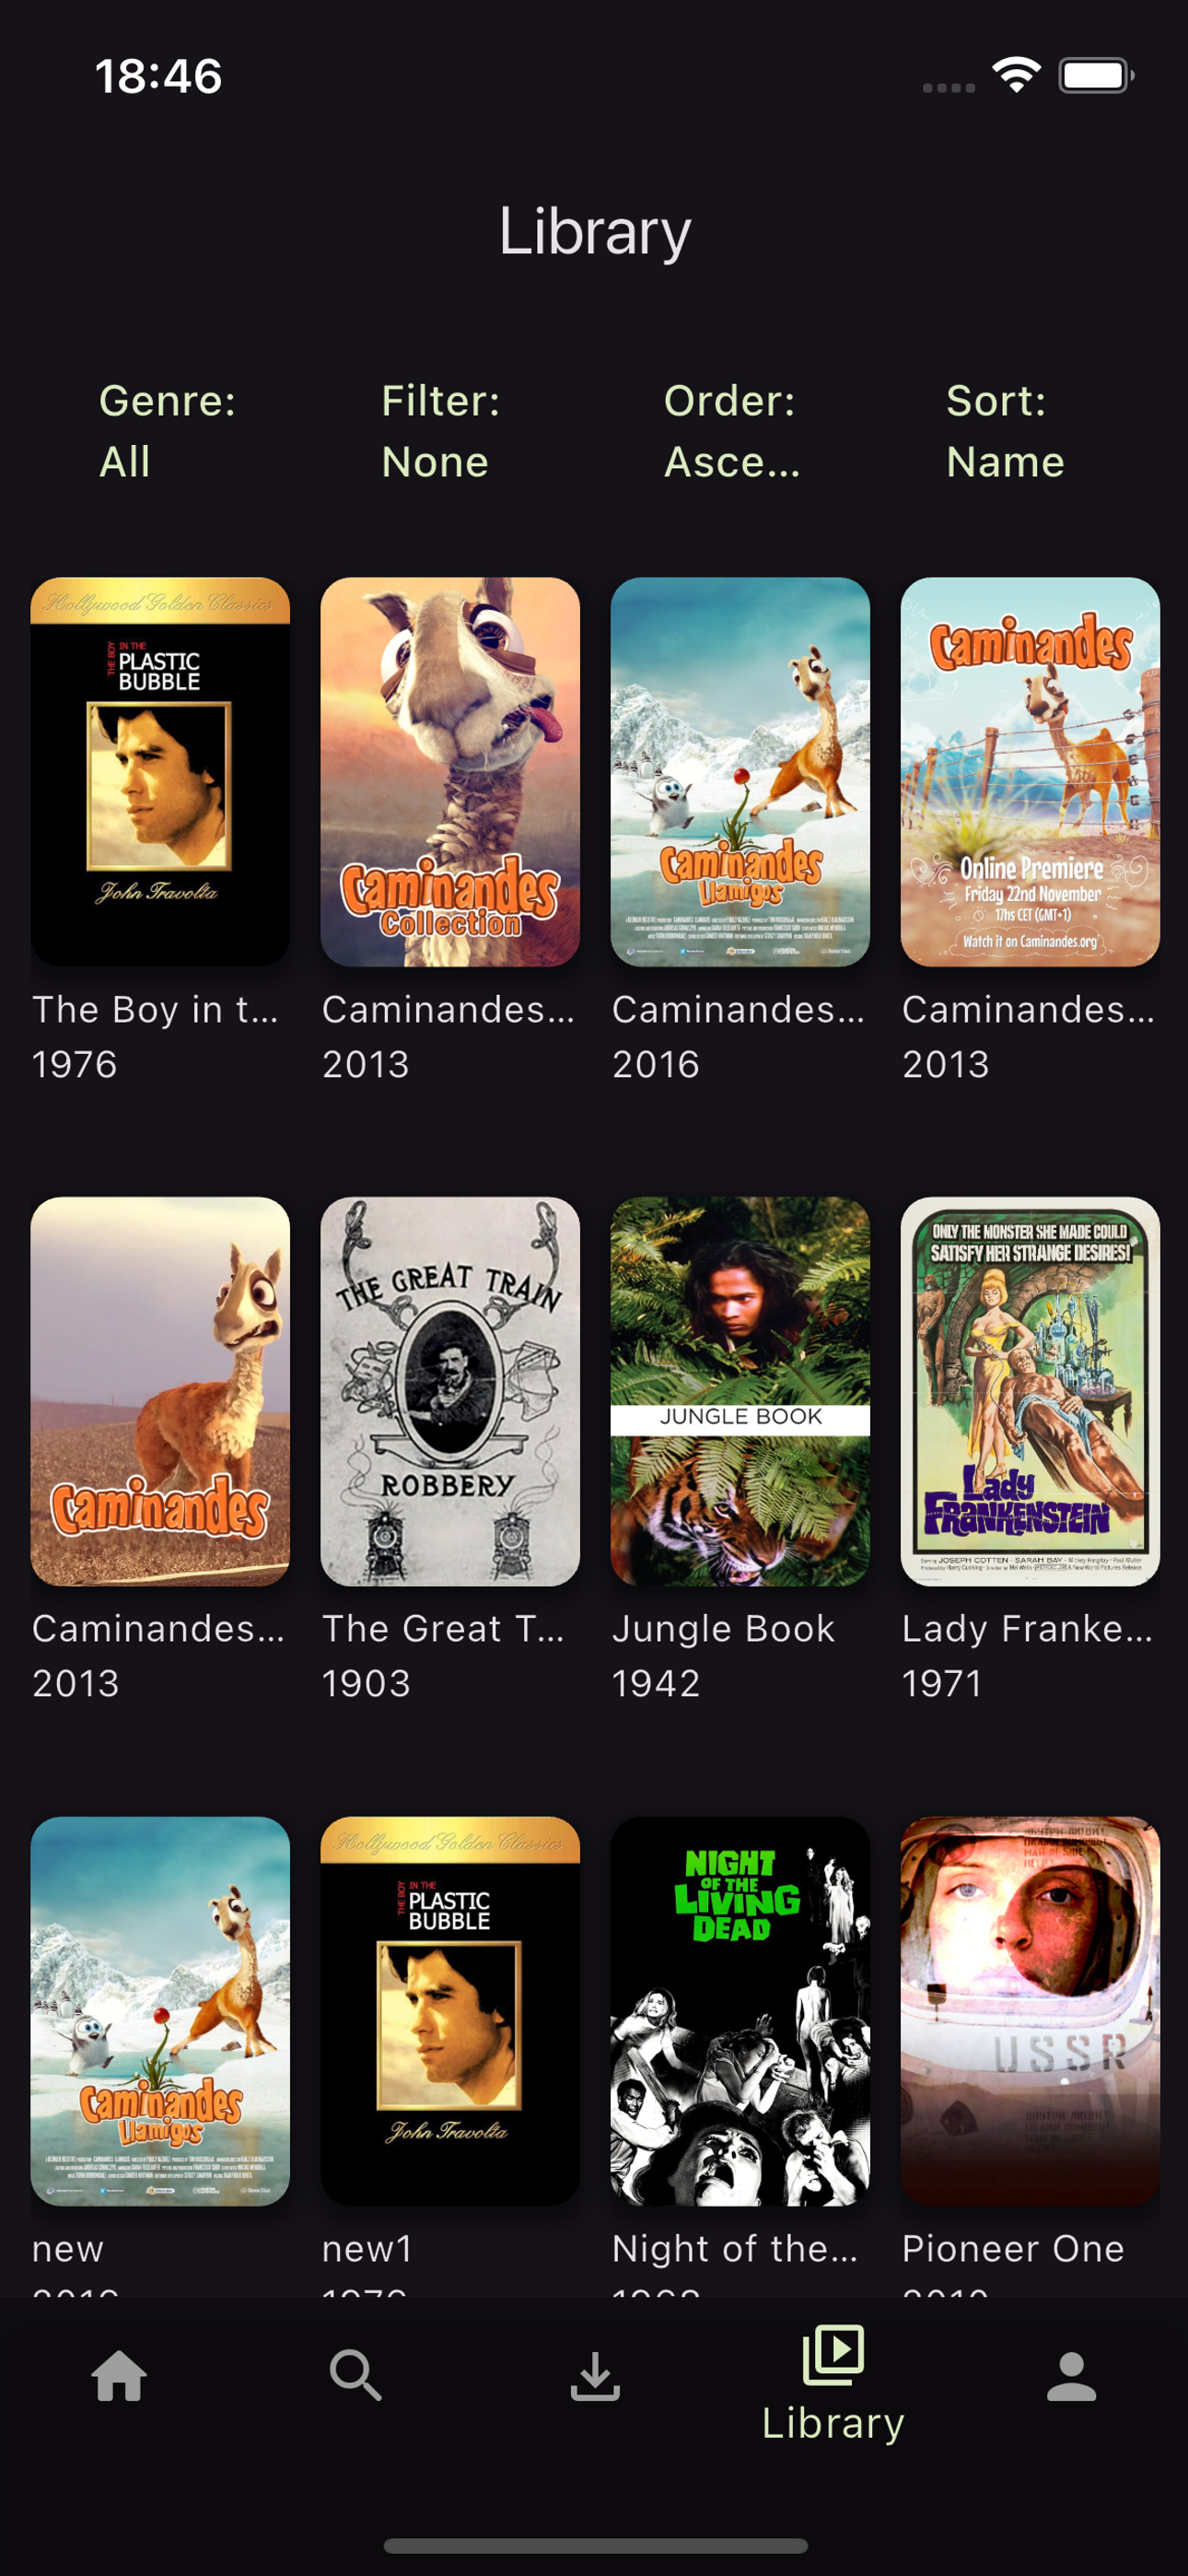 18:46
Library
Genre:
All
Filter:
None
Order:
Asce...
Sort:
Name
Hollywood Golden Classics
THE BOY
IN THE
PLASTIC
BUBBLE
John Travolta
The Boy in t...
1976
Caminandes
Collection
Caminandes...
2013
Caminandes
Llamigos
Caminandes...
2016
Caminandes
Online Premiere
Friday 22nd November
17hs CET (GMT+1)
Watch it on Caminandes.org
Caminandes...
2013
Caminandes
Caminandes...
2013
THE GREAT TRAIN
ROBBERY
The Great T...
1903
JUNGLE BOOK
Jungle Book
1942
ONLY THE MONSTER SHE MADE COULD
SATISFY HER STRANGE DESIRES!
Lady
FRANKENSTEIN
JOSEPH COTTEN · SARAH BAY
Lady Franke...
1971
Caminandes
Llamigos
new
2016
Hollywood Golden Classics
THE BOY
IN THE
PLASTIC
BUBBLE
John Travolta
new1
1976
NIGHT
OF THE
LIVING
DEAD
Night of the...
1968
USSR
Pioneer One
2010
Library